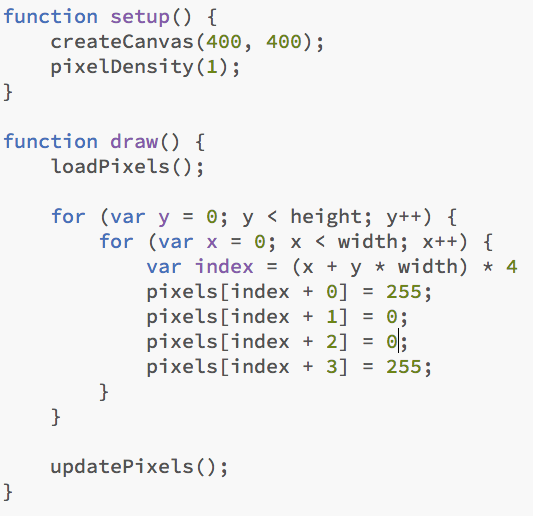 function setup() {
    createCanvas(400, 400);
    pixelDensity(1);
}

function draw() {
    loadPixels();

    for (var y = 0; y < height; y++) {
        for (var x = 0; x < width; x++) {
            var index = (x + y * width) * 4
            pixels[index + 0] = 255;
            pixels[index + 1] = 0;
            pixels[index + 2] = 0;
            pixels[index + 3] = 255;
        }
    }

    updatePixels();
}